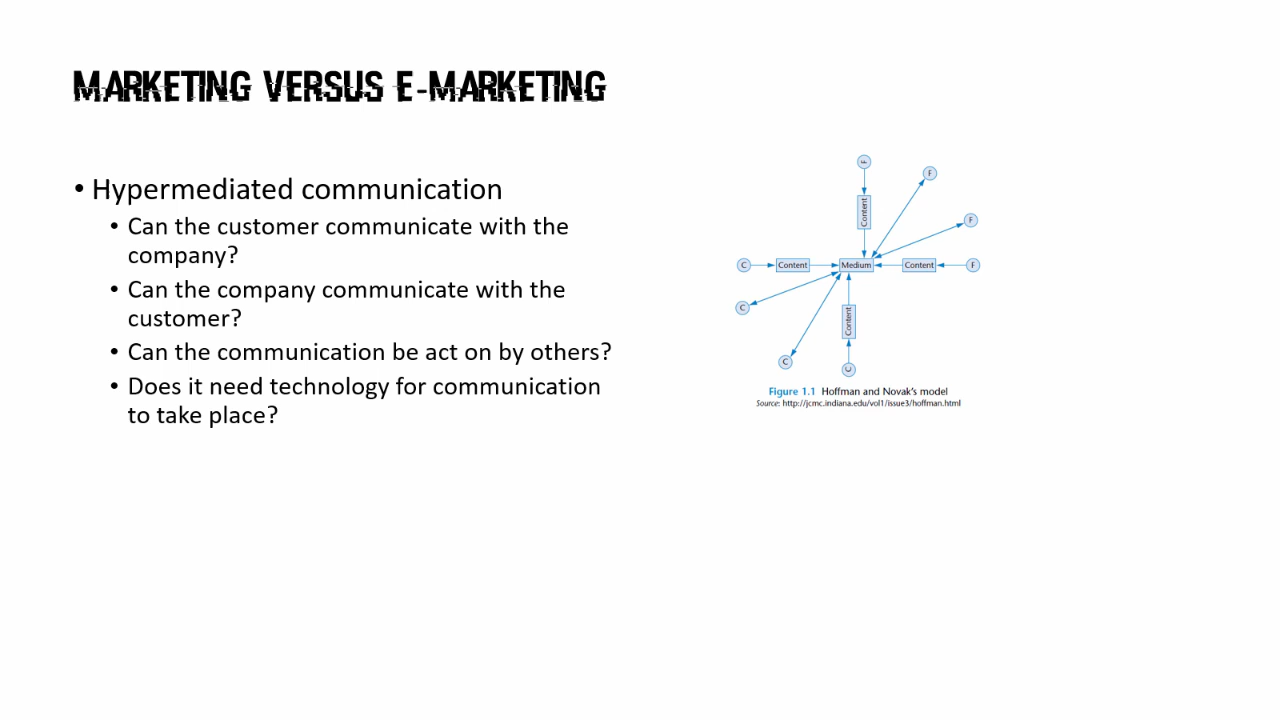 MARKETING VERSUS E-MARKETING
• Hypermediated communication
• Can the customer communicate with the
company?
• Can the company communicate with the
customer?
• Can the communication be act on by others?
• Does it need technology for communication
to take place?
F
F
Content
F
C
Content
Medium
Content
F
C
Content
C
C
Figure 1.1 Hoffman and Novak's model
Source: http://jcmc.indiana.edu/vol1/issue3/hoffman.html